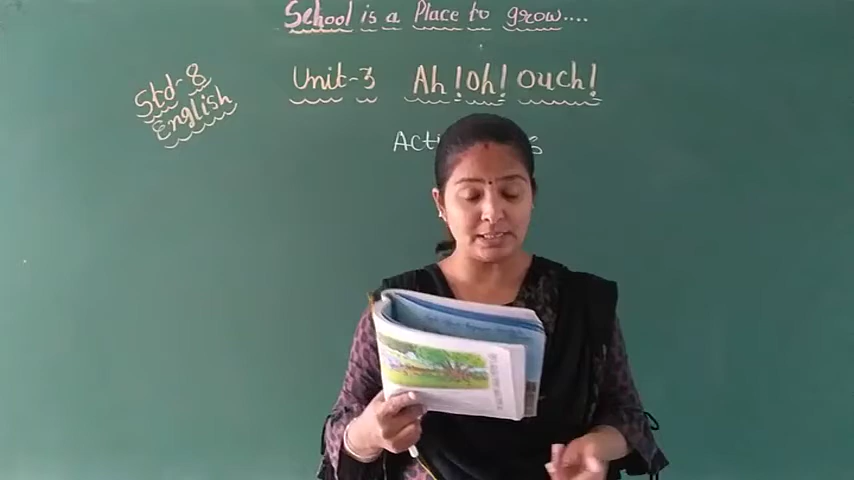 School is a Place to grow....
Std-8
English
Unit-3 Ah! Oh! Ouch!